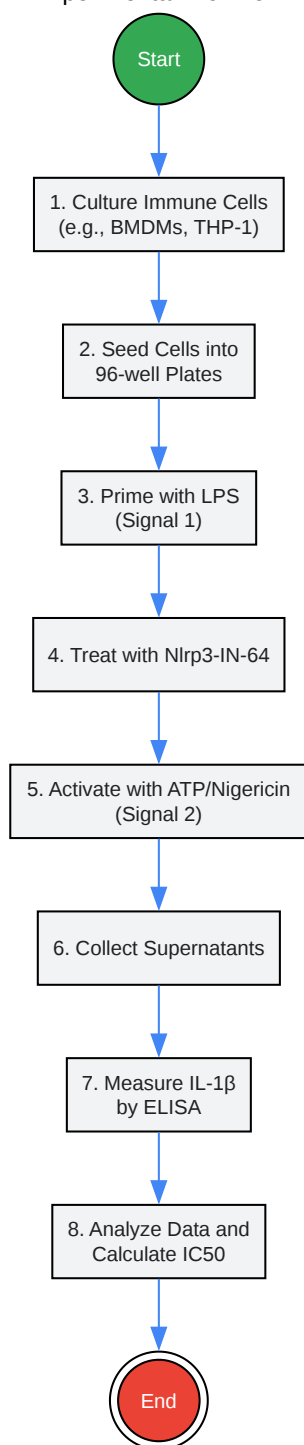 Start
1. Culture Immune Cells
(e.g., BMDMs, THP-1)
2. Seed Cells into
96-well Plates
3. Prime with LPS
(Signal 1)
4. Treat with Nlrp3-IN-64
5. Activate with ATP/Nigericin
(Signal 2)
6. Collect Supernatants
7. Measure IL-1β
by ELISA
8. Analyze Data and
Calculate IC50
End